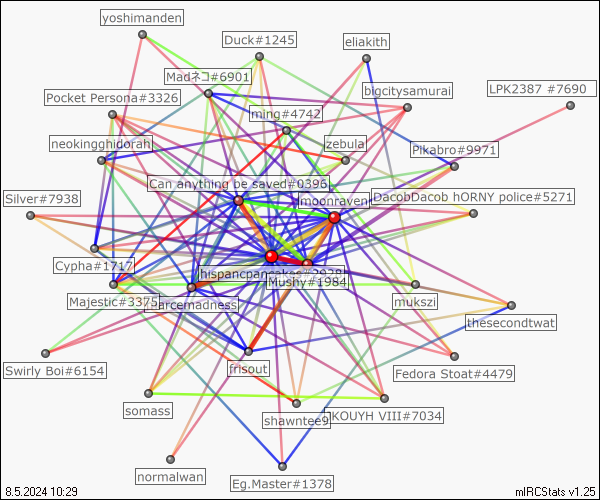 yoshimanden
Duck#1245
eliakith
Madネコ#6901
bigcitysamurai
LPK2387 #7690
Pocket Persona#3326
ming#4742
neokingghidorah
zebula
Pikabro#9971
Can anything be saved#0396
Silver#7938
moonraven
DacobDacob hORNY police#5271
Cypha#1717
hispancpancakes#3928
Mushy#1984
Majestic#3375
arcemadness
mukszi
thesecondtwat
Swirly Boi#6154
frisout
Fedora Stoat#4479
somass
shawntee9
KOUYH VIII#7034
normalwan
Eg.Master#1378
8.5.2024 10:29
mIRCStats v1.25